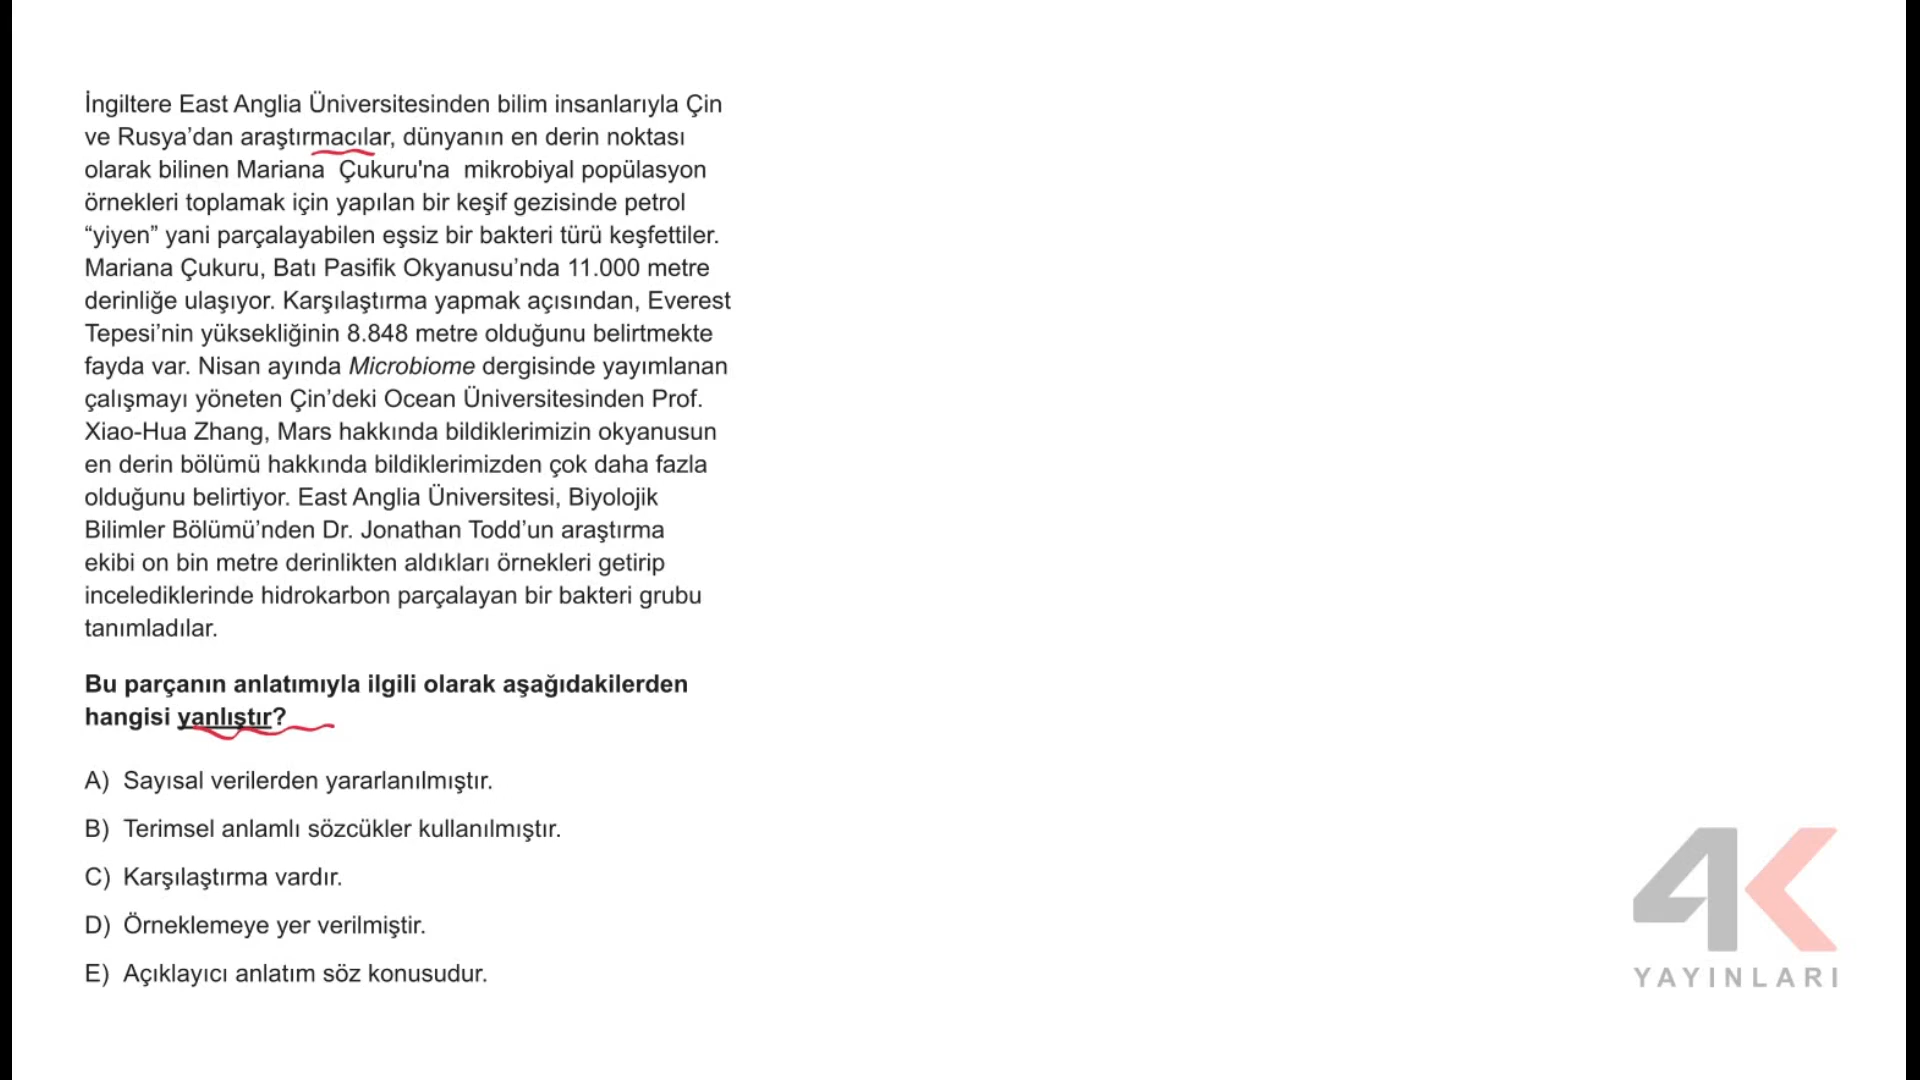 İngiltere East Anglia Üniversitesinden bilim insanlarıyla Çin
ve Rusya’dan araştırmacılar, dünyanın en derin noktası
olarak bilinen Mariana Çukuru'na mikrobiyal popülasyon
örnekleri toplamak için yapılan bir keşif gezisinde petrol
“yiyen” yani parçalayabilen eşsiz bir bakteri türü keşfettiler.
Mariana Çukuru, Batı Pasifik Okyanusu’nda 11.000 metre
derinliğe ulaşıyor. Karşılaştırma yapmak açısından, Everest
Tepesi’nin yüksekliğinin 8.848 metre olduğunu belirtmekte
fayda var. Nisan ayında Microbiome dergisinde yayımlanan
çalışmayı yöneten Çin’deki Ocean Üniversitesinden Prof.
Xiao-Hua Zhang, Mars hakkında bildiklerimizin okyanusun
en derin bölümü hakkında bildiklerimizden çok daha fazla
olduğunu belirtiyor. East Anglia Üniversitesi, Biyolojik
Bilimler Bölümü’nden Dr. Jonathan Todd’un araştırma
ekibi on bin metre derinlikten aldıkları örnekleri getirip
incelediklerinde hidrokarbon parçalayan bir bakteri grubu
tanımladılar.
Bu parçanın anlatımıyla ilgili olarak aşağıdakilerden
hangisi yanlıştır?
A) Sayısal verilerden yararlanılmıştır.
B) Terimsel anlamlı sözcükler kullanılmıştır.
C) Karşılaştırma vardır.
D) Örneklemeye yer verilmiştir.
E) Açıklayıcı anlatım söz konusudur.
4K
YAYINLARI